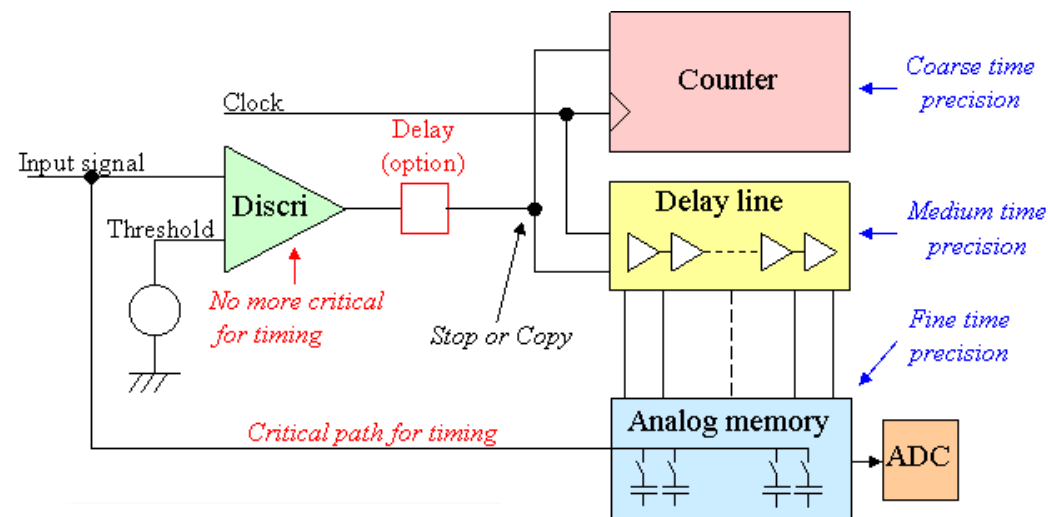 Counter
Coarse time
precision
Clock
Delay
(option)
Input signal
Discri
Delay line
Threshold
Medium time
precision
No more critical
for timing
Stop or Copy
Fine time
precision
Analog memory
Critical path for timing
ADC